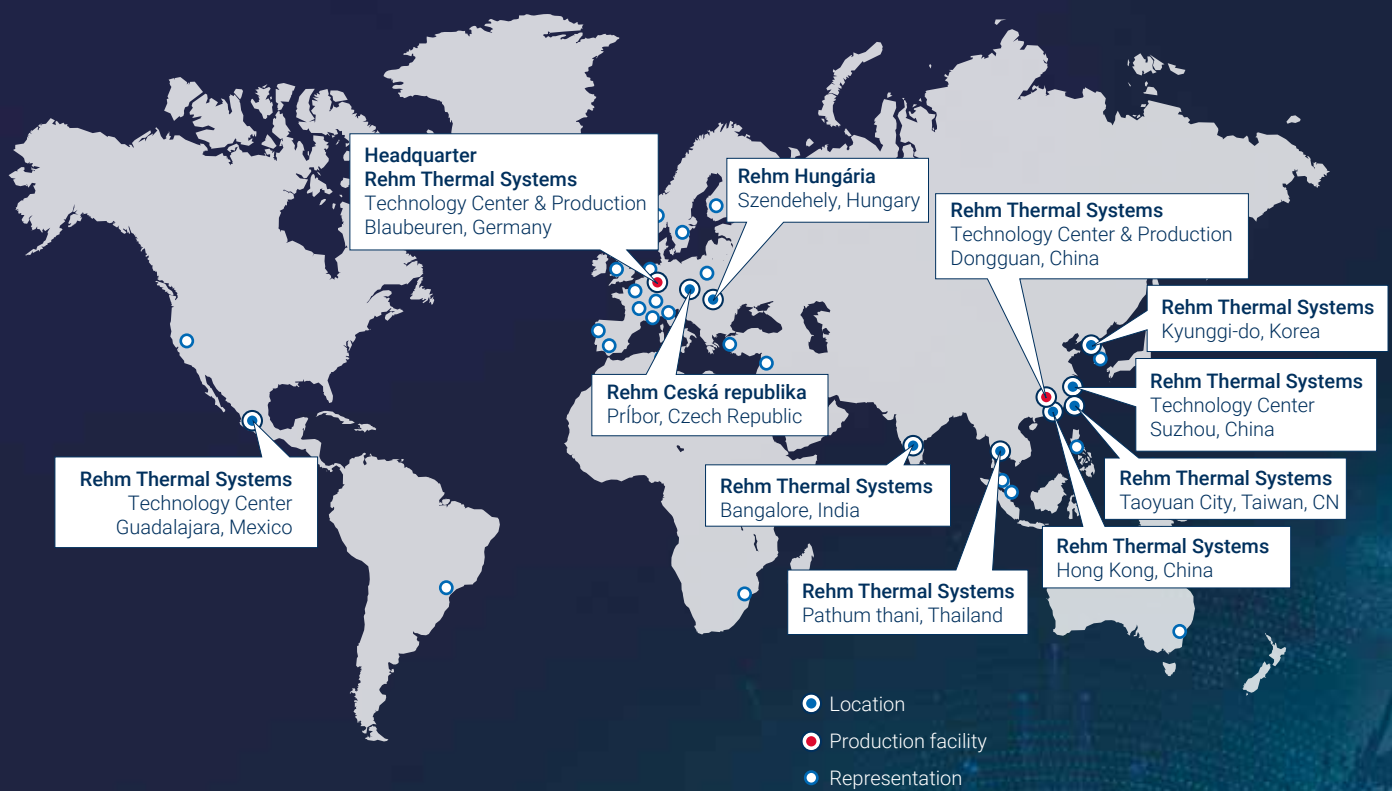 Headquarter
Rehm Thermal Systems
Technology Center & Production
Blaubeuren, Germany
Rehm Hungária
Szendehely, Hungary
Rehm Thermal Systems
Technology Center & Production
Dongguan, China
Rehm Thermal Systems
Kyunggi-do, Korea
Rehm Ceská republika
PrÍbor, Czech Republic
Rehm Thermal Systems
Technology Center
Suzhou, China
Rehm Thermal Systems
Technology Center
Guadalajara, Mexico
Rehm Thermal Systems
Bangalore, India
Rehm Thermal Systems
Taoyuan City, Taiwan, CN
Rehm Thermal Systems
Hong Kong, China
Rehm Thermal Systems
Pathum thani, Thailand
Location
Production facility
Representation